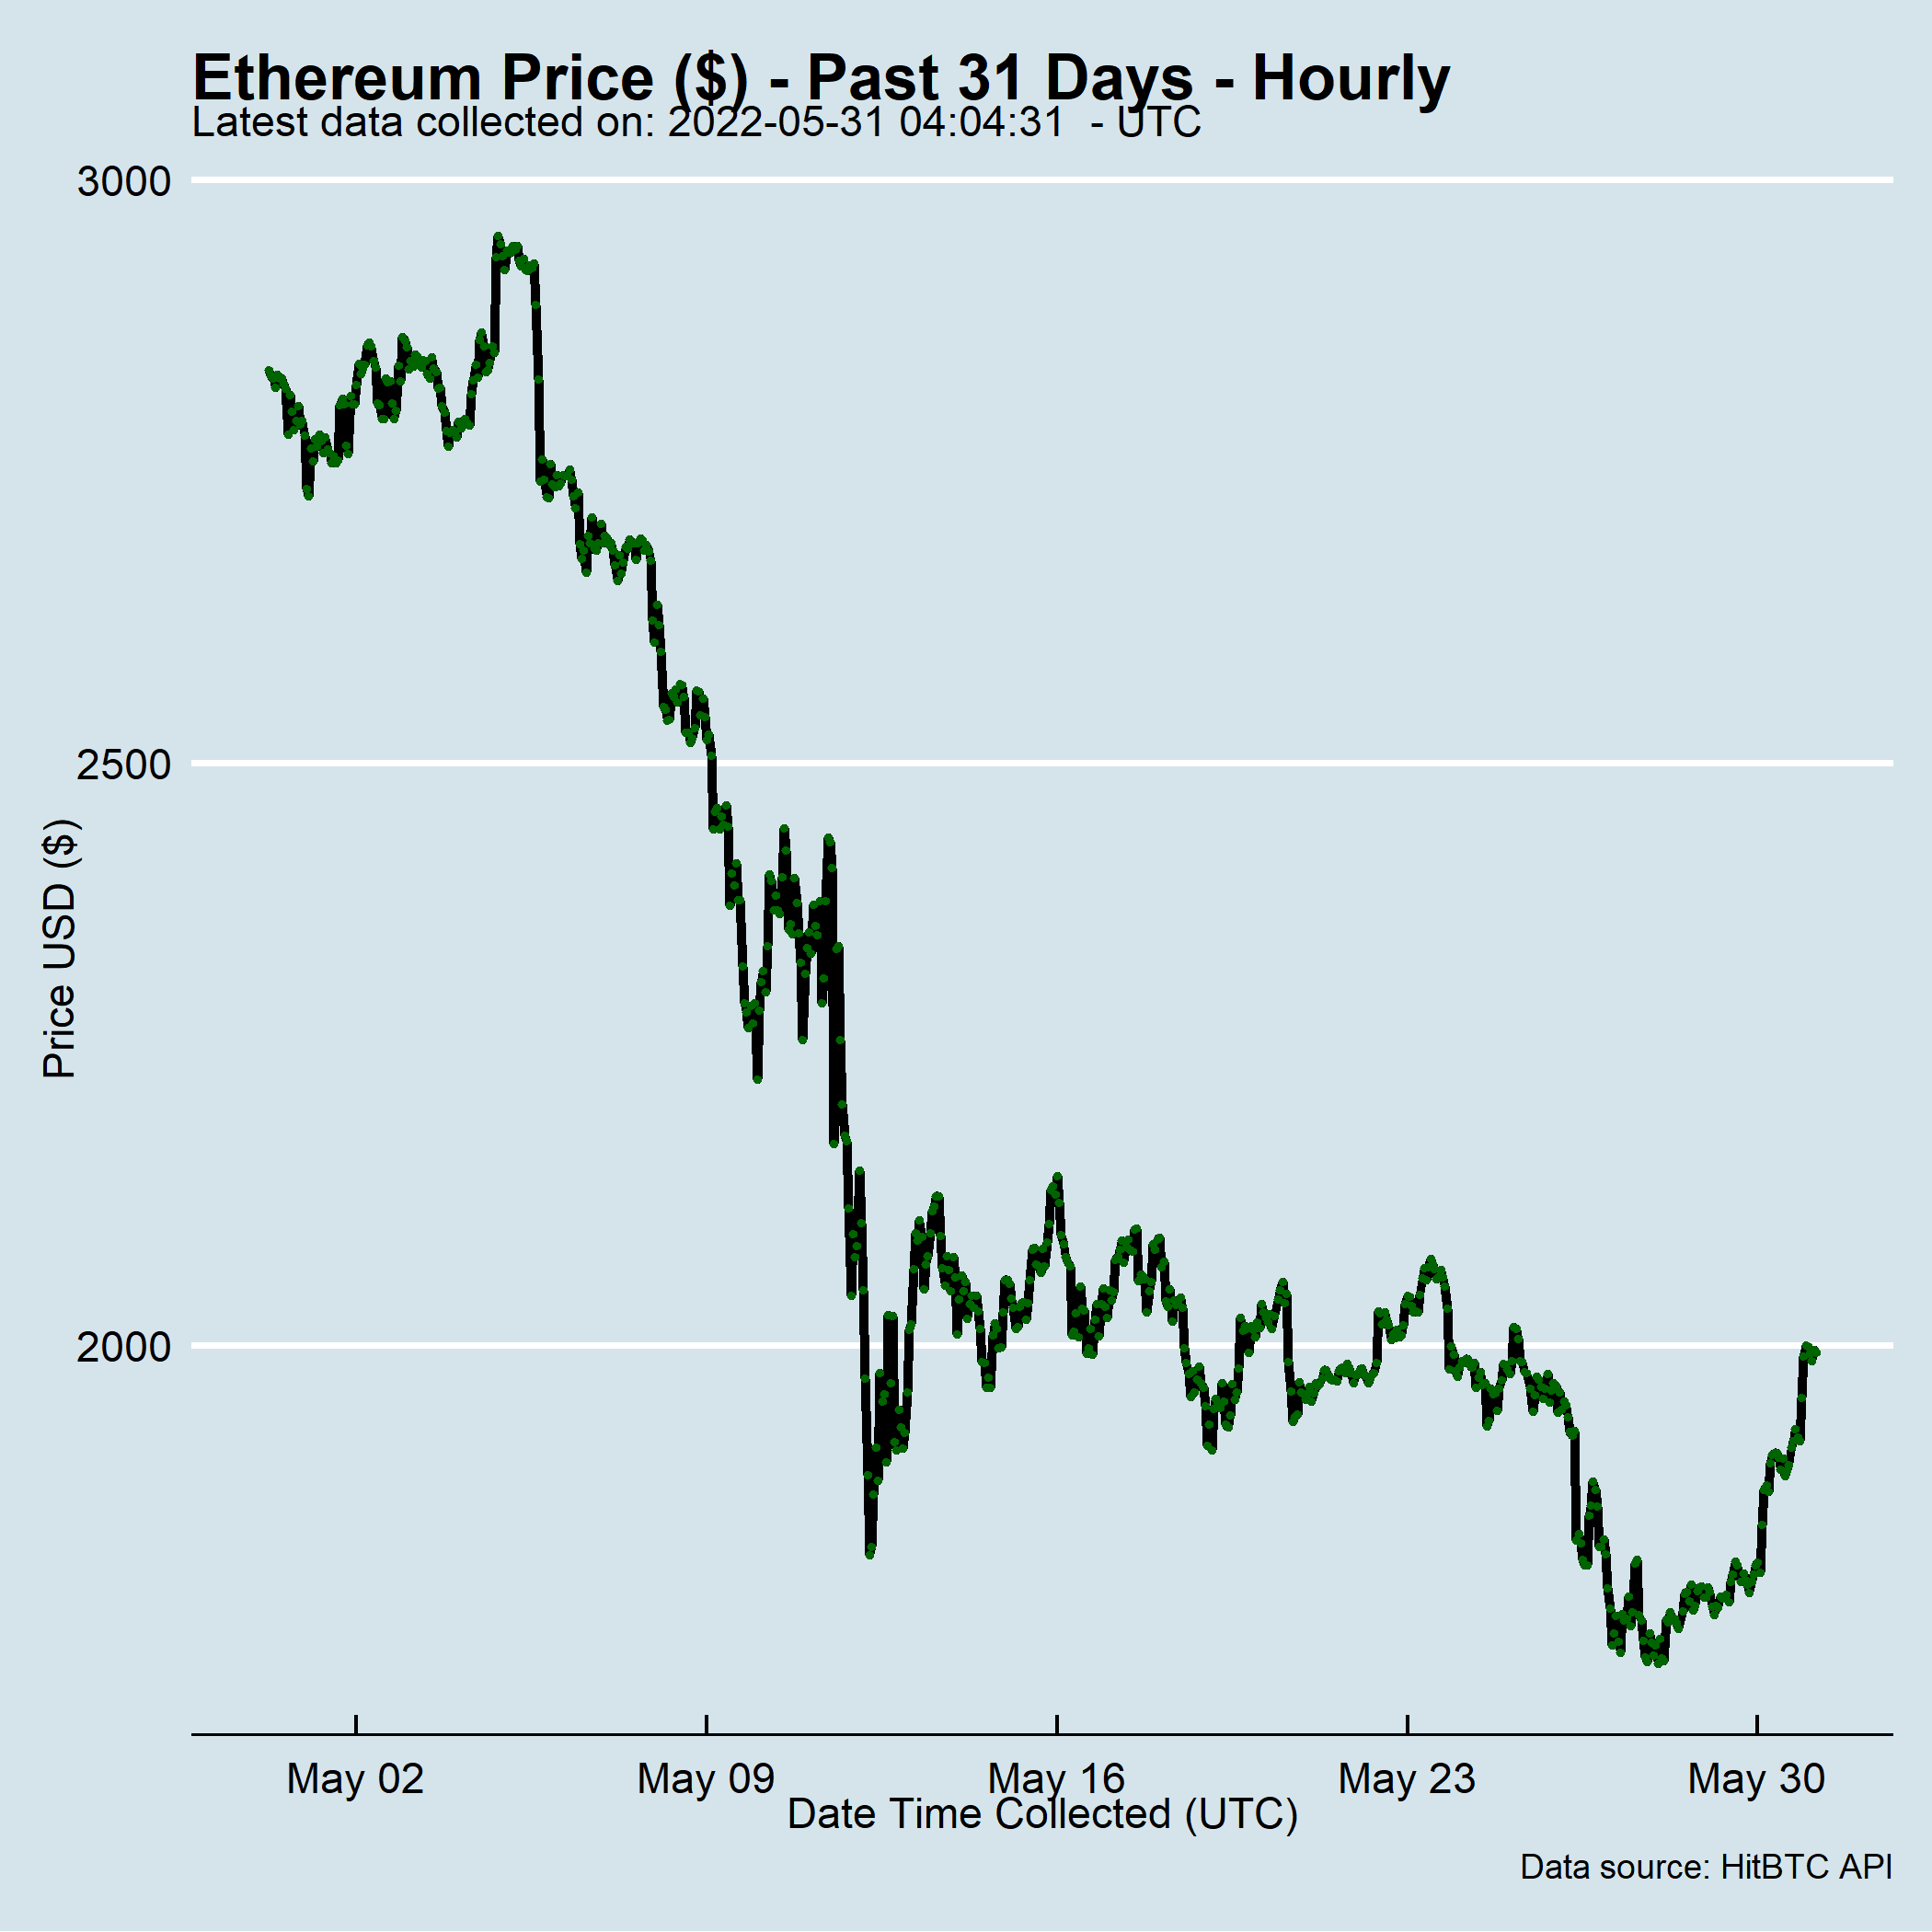 Ethereum Price ($) - Past 31 Days - Hourly
Latest data collected on: 2022-05-31 04:04:31  - UTC
3000
2500
2000
Price USD ($)
May 02
May 09
May 16
May 23
May 30
Date Time Collected (UTC)
Data source: HitBTC API